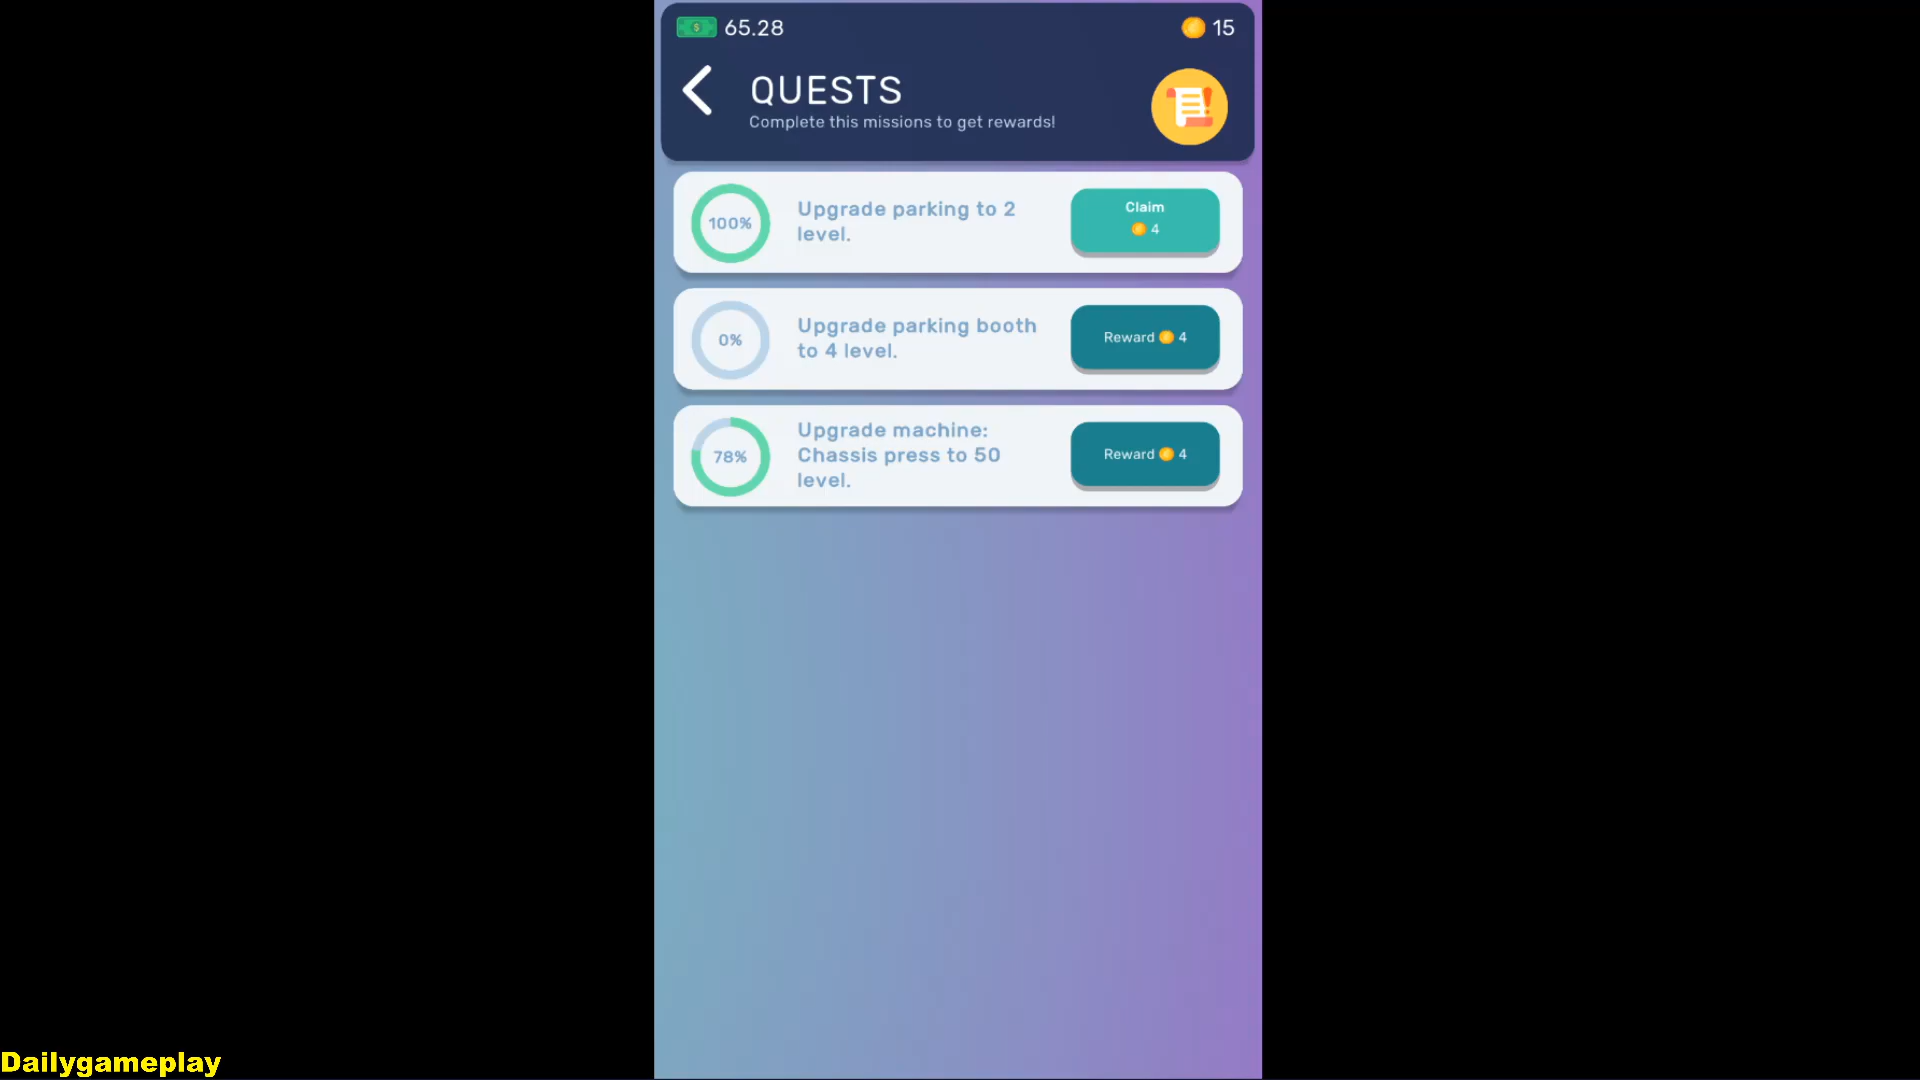 65.28
15
QUESTS
Complete this missions to get rewards!
100%
Upgrade parking to 2
level.
Claim
4
0%
Upgrade parking booth
to 4 level.
Reward 4
78%
Upgrade machine:
Chassis press to 50
level.
Reward 4
Dailygameplay